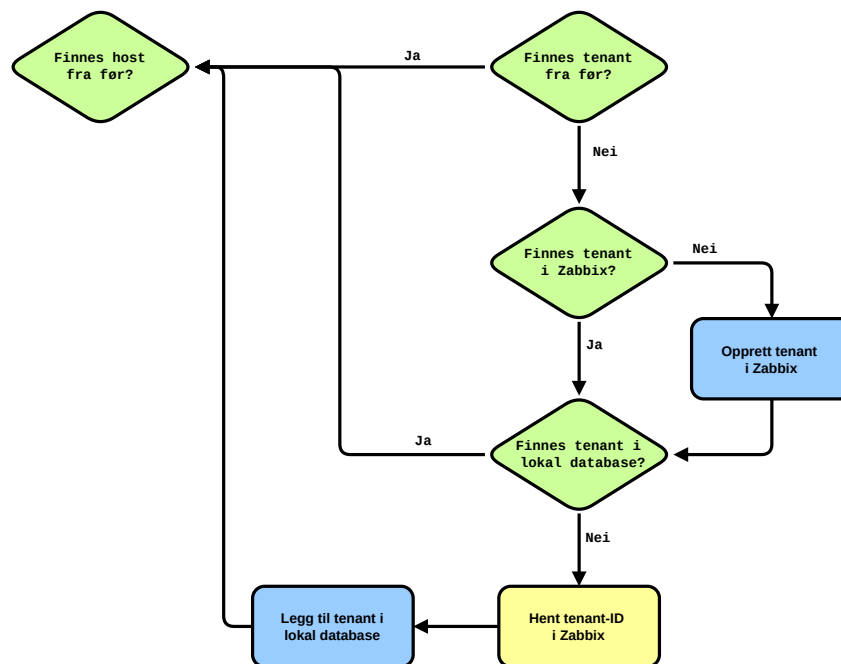 Finnes host
fra før?
Ja
Finnes tenant
fra før?
Nei
Finnes tenant
i Zabbix?
Nei
Ja
Opprett tenant
i Zabbix
Ja
Finnes tenant i
lokal database?
Nei
Legg til tenant i
lokal database
Hent tenant-ID
i Zabbix